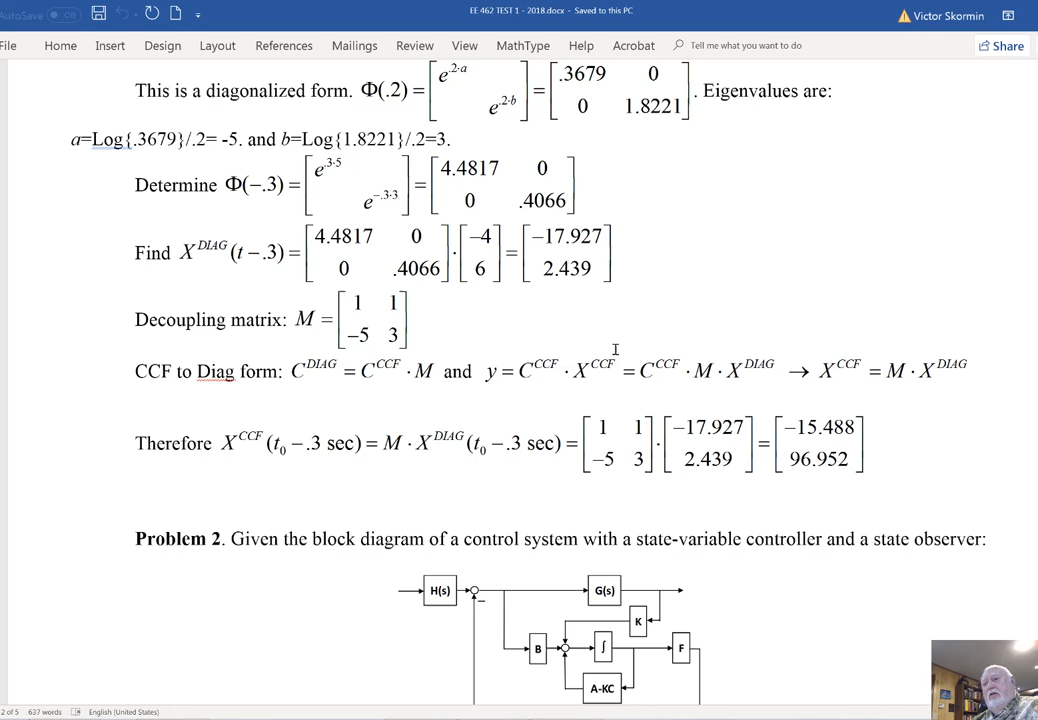 AutoSave Off EE 462 TEST 1 - 2018.docx - Saved to this PC Victor Skormin
File Home Insert Design Layout References Mailings Review View MathType Help Acrobat Tell me what you want to do Share
This is a diagonalized form. Φ(.2) = [e^{.2·a} ; e^{.2·b}] = [.3679 0 ; 0 1.8221]. Eigenvalues are:
a=Log{.3679}/.2= -5. and b=Log{1.8221}/.2=3.
Determine Φ(−.3) = [e^{.3·5} ; e^{−.3·3}] = [4.4817 0 ; 0 .4066]
Find X^{DIAG}(t − .3) = [4.4817 0 ; 0 .4066] · [−4 ; 6] = [−17.927 ; 2.439]
Decoupling matrix: M = [1 1 ; −5 3]
CCF to Diag form: C^{DIAG} = C^{CCF} · M and y = C^{CCF} · X^{CCF} = C^{CCF} · M · X^{DIAG} → X^{CCF} = M · X^{DIAG}
Therefore X^{CCF}(t₀ − .3 sec) = M · X^{DIAG}(t₀ − .3 sec) = [1 1 ; −5 3] · [−17.927 ; 2.439] = [−15.488 ; 96.952]
Problem 2. Given the block diagram of a control system with a state-variable controller and a state observer:
H(s) − G(s)
K
B ∫ F
A-KC
2 of 5 637 words English (United States)